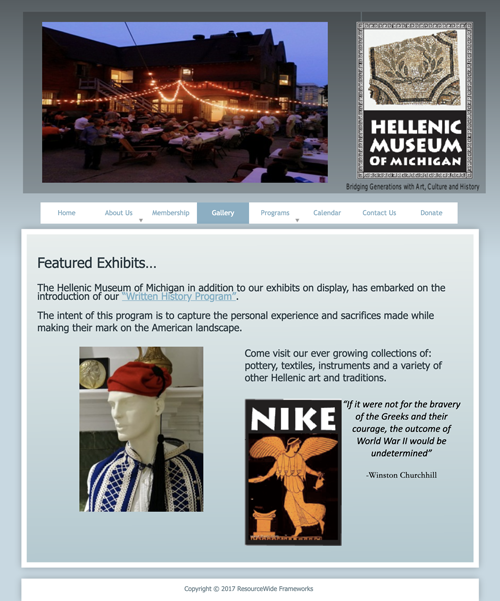 HELLENIC
MUSEUM
OF MICHIGAN
Bridging Generations with Art, Culture and History
Home
About Us
Membership
Gallery
Programs
Calendar
Contact Us
Donate
Featured Exhibits...
The Hellenic Museum of Michigan in addition to our exhibits on display, has embarked on the
introduction of our "Written History Program".
The intent of this program is to capture the personal experience and sacrifices made while
making their mark on the American landscape.
Come visit our ever growing collections of:
pottery, textiles, instruments and a variety of
other Hellenic art and traditions.
NIKE
"If it were not for the bravery
of the Greeks and their
courage, the outcome of
World War II would be
undetermined"
-Winston Churchhill
Copyright © 2017 ResourceWide Frameworks